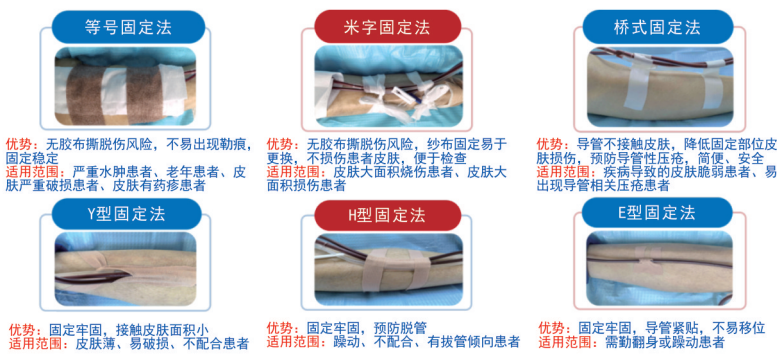 等号固定法
米字固定法
桥式固定法
优势：无胶布撕脱伤风险，不易出现勒痕，
固定稳定
适用范围：严重水肿患者、老年患者、皮
肤严重破损患者、皮肤有药疹患者
优势：无胶布撕脱伤风险，纱布固定易于
更换，不损伤患者皮肤，便于检查
适用范围：皮肤大面积烧伤患者、皮肤大
面积损伤患者
优势：导管不接触皮肤，降低固定部位皮
肤损伤，预防导管性压疮，简便、安全
适用范围：疾病导致的皮肤脆弱患者、易
出现导管相关压疮患者
Y型固定法
H型固定法
E型固定法
优势：固定牢固，接触皮肤面积小
适用范围：皮肤薄、易破损、不配合患者
优势：固定牢固，预防脱管
适用范围：躁动、不配合、有拨管倾向患者
优势：固定牢固，导管紧贴，不易移位
适用范围：需勤翻身或躁动患者